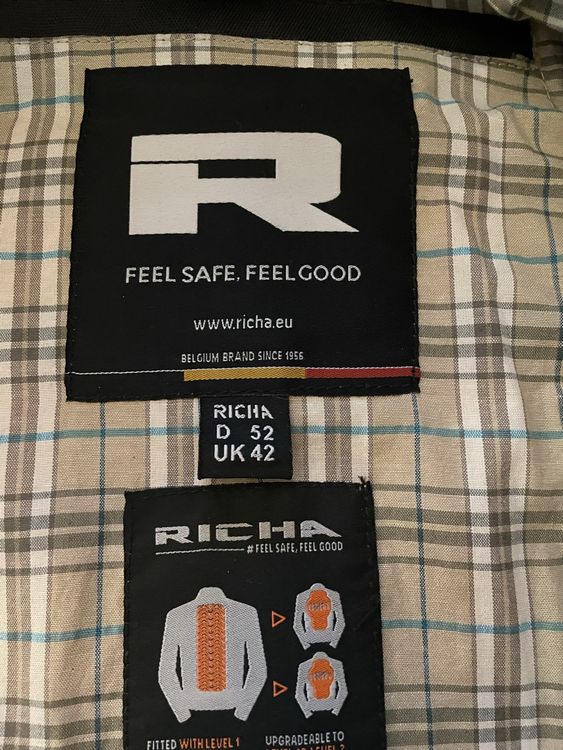 R
FEEL SAFE, FEEL GOOD
www.richa.eu
BELGIUM BRAND SINCE 1956
RICHA
D 52
UK 42
RICHA
# FEEL SAFE, FEEL GOOD
FITTED WITH LEVEL 1
UPGRADEABLE TO